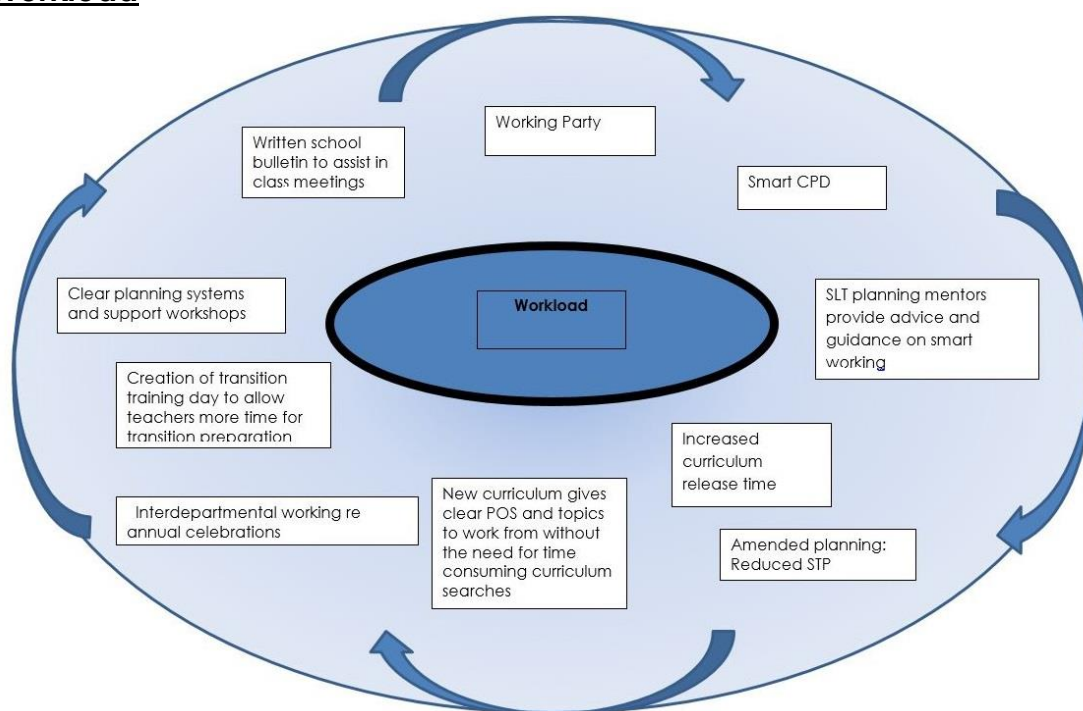 Workload
Written school
bulletin to assist in
class meetings
Working Party
Smart CPD
Clear planning systems
and support workshops
Workload
SLT planning mentors
provide advice and
guidance on smart
working
Creation of transition
training day to allow
teachers more time for
transition preparation
Increased
curriculum
release time
Interdepartmental working re
annual celebrations
New curriculum gives
clear POS and topics
to work from without
the need for time
consuming curriculum
searches
Amended planning:
Reduced STP